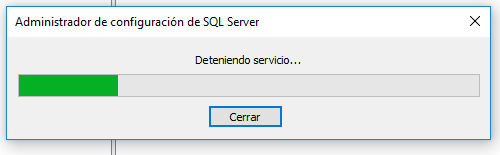 Administrador de configuración de SQL Server
Deteniendo servicio...
Cerrar